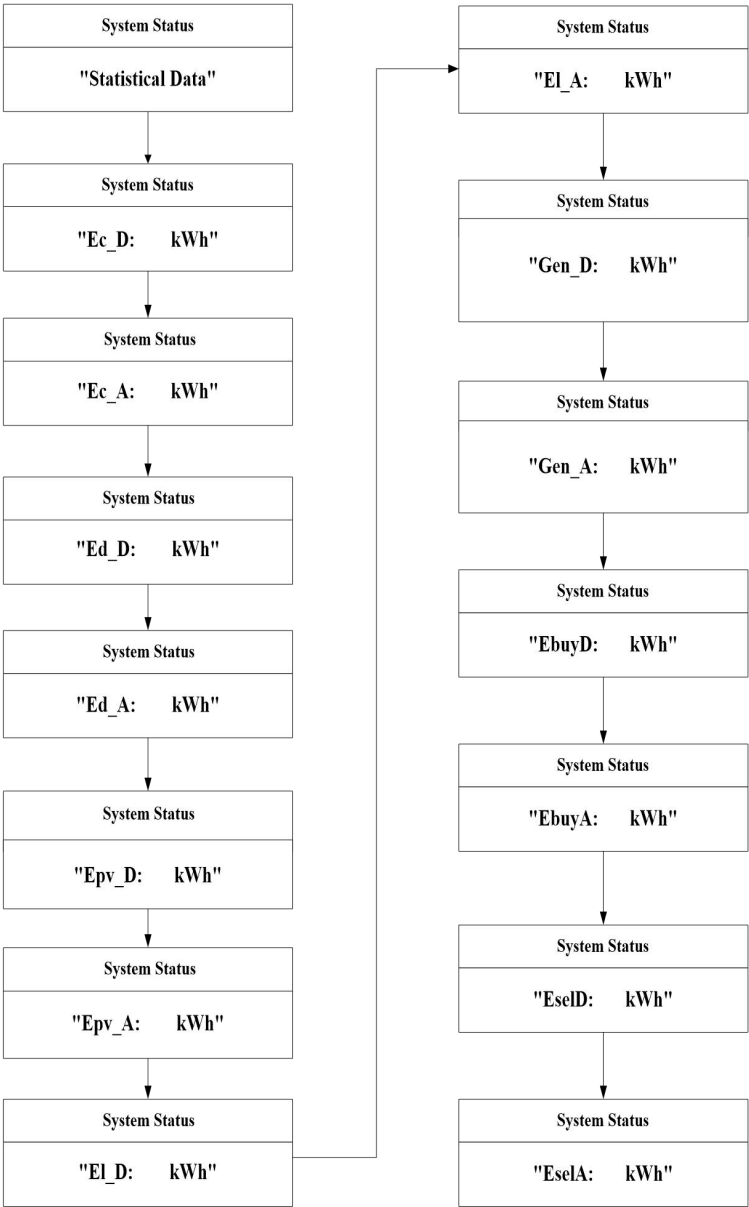 System Status
"Statistical Data"
System Status
"Ec_D: kWh"
System Status
"Ec_A: kWh"
System Status
"Ed_D: kWh"
System Status
"Ed_A: kWh"
System Status
"Epv_D: kWh"
System Status
"Epv_A: kWh"
System Status
"El_D: kWh"
System Status
"El_A: kWh"
System Status
"Gen_D: kWh"
System Status
"Gen_A: kWh"
System Status
"EbuyD: kWh"
System Status
"EbuyA: kWh"
System Status
"EselD: kWh"
System Status
"EselA: kWh"